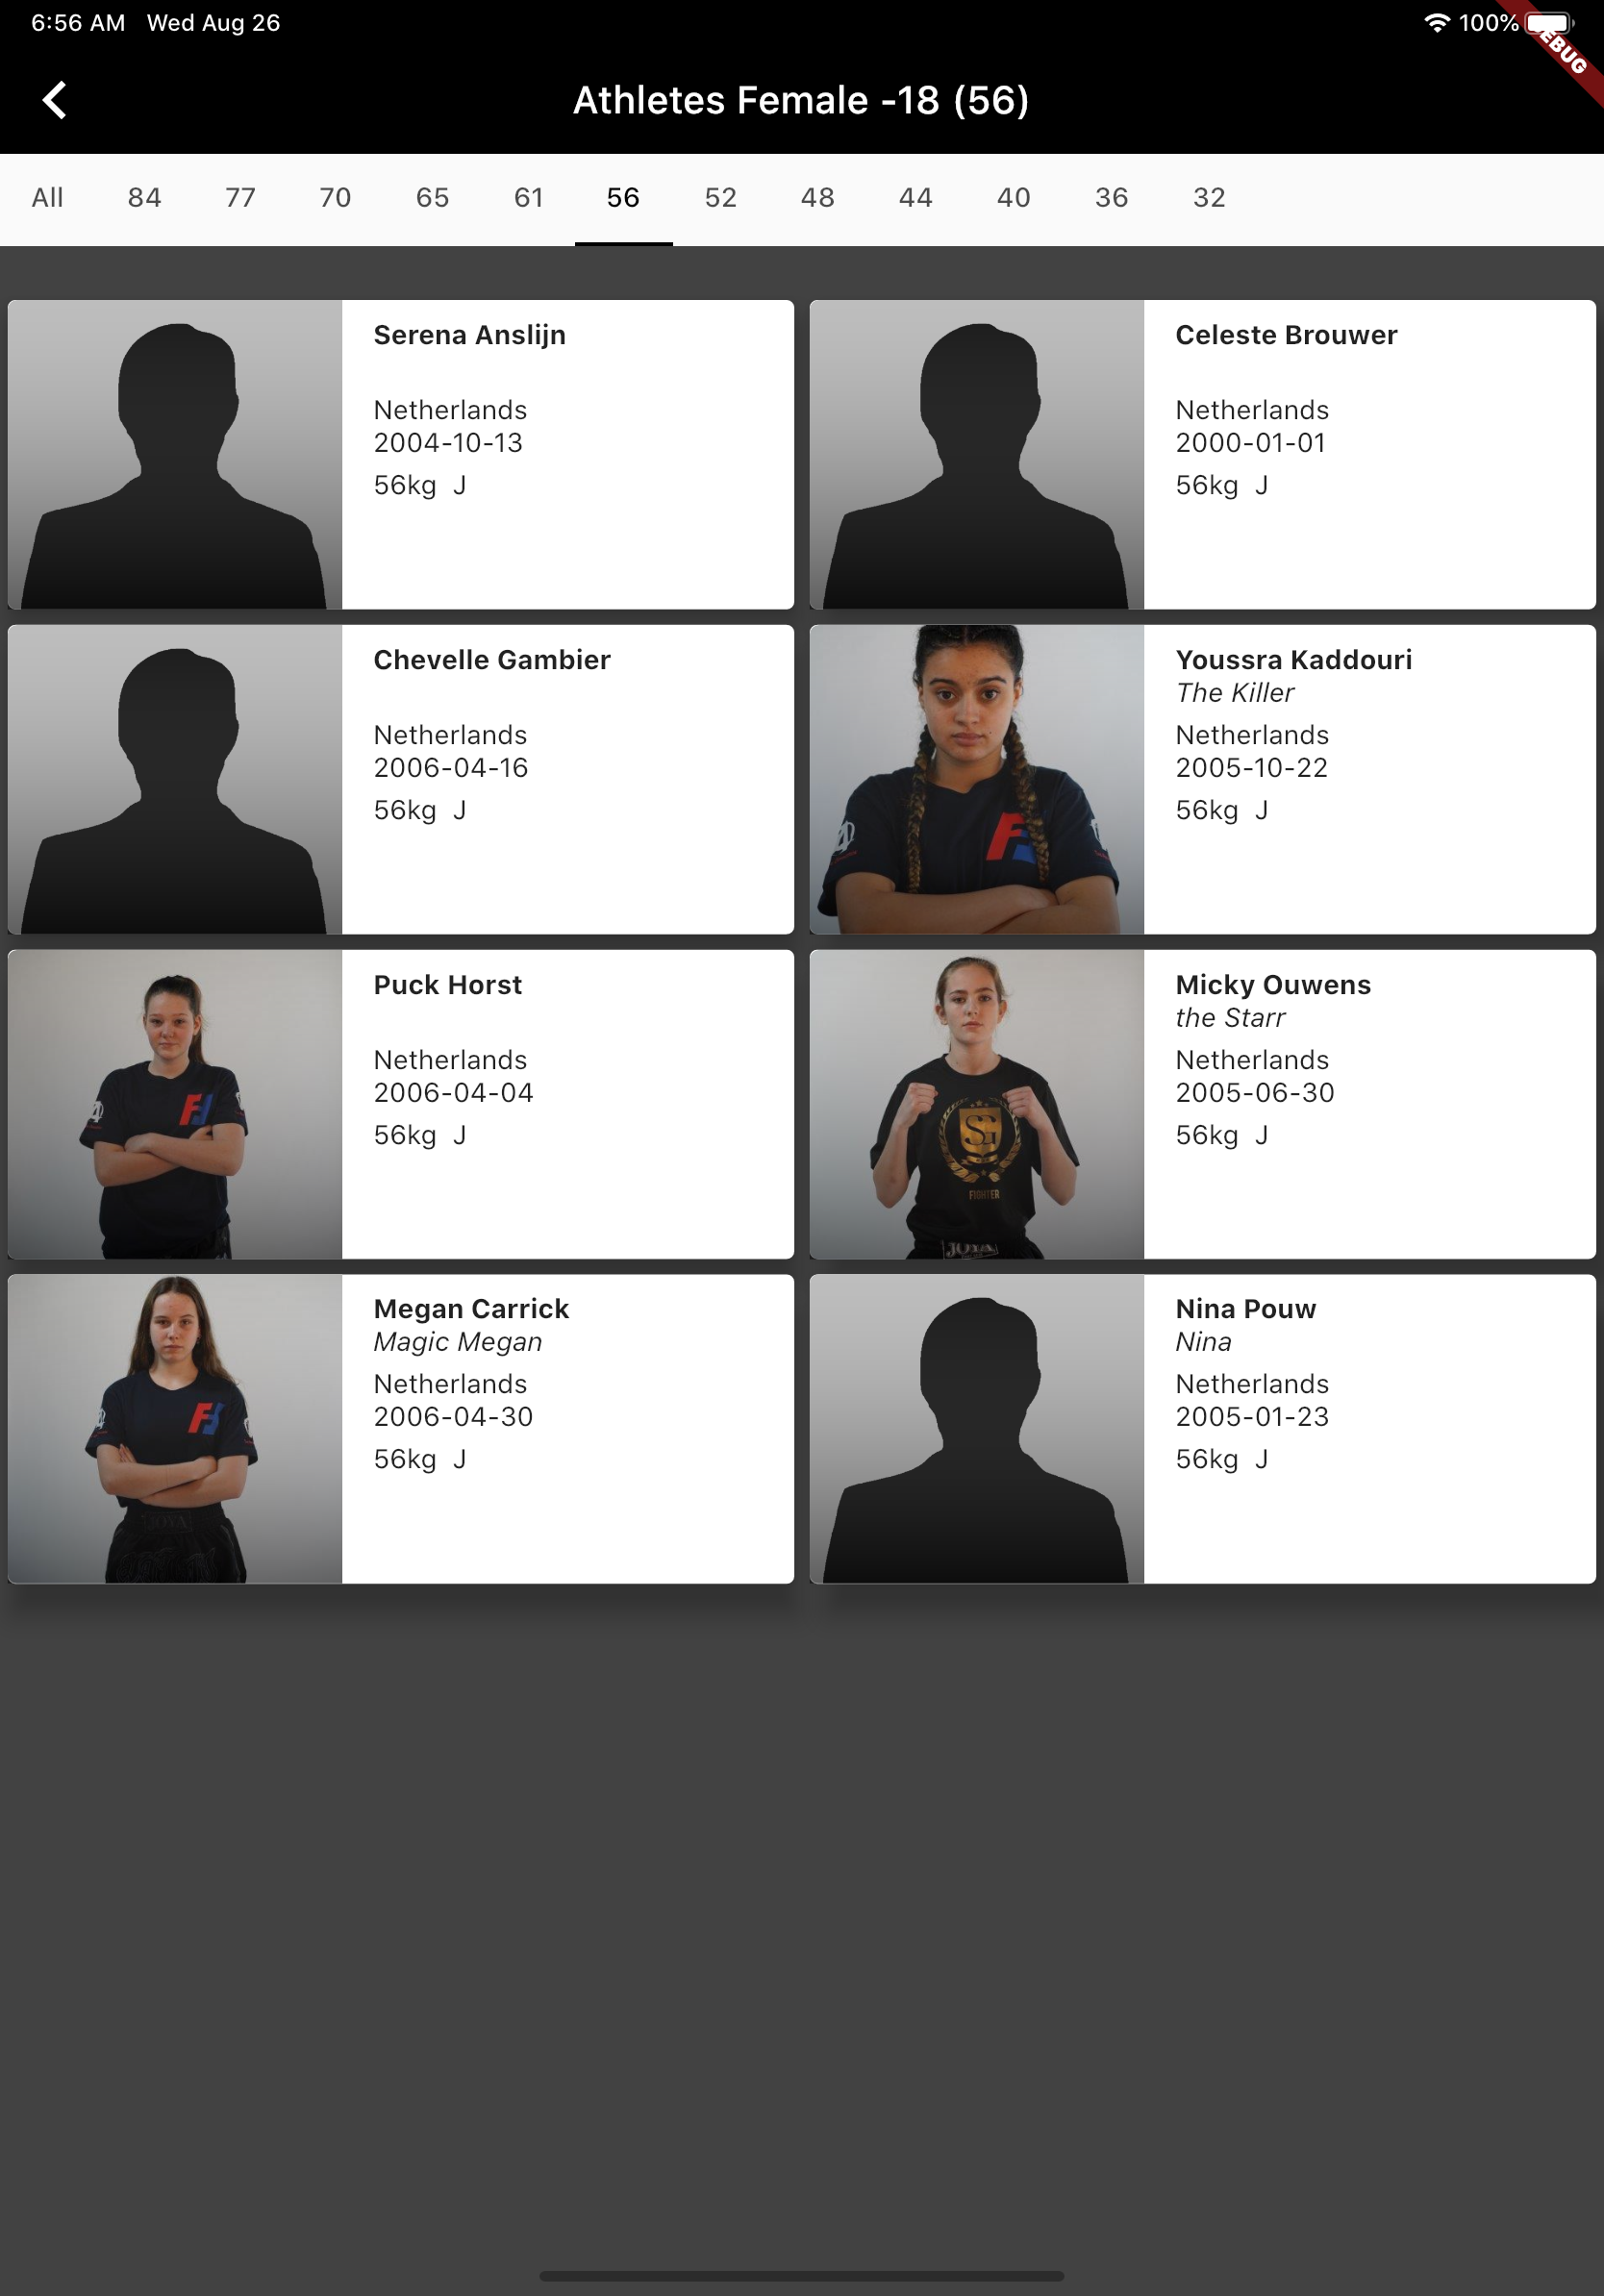 6:56 AM Wed Aug 26 100%
EBUG
Athletes Female -18 (56)
All 84 77 70 65 61 56 52 48 44 40 36 32
Serena Anslijn
Netherlands
2004-10-13
56kg J
Celeste Brouwer
Netherlands
2000-01-01
56kg J
Chevelle Gambier
Netherlands
2006-04-16
56kg J
Youssra Kaddouri
The Killer
Netherlands
2005-10-22
56kg J
Puck Horst
Netherlands
2006-04-04
56kg J
Micky Ouwens
the Starr
Netherlands
2005-06-30
56kg J
SG
FIGHTER
JOYA
Megan Carrick
Magic Megan
Netherlands
2006-04-30
56kg J
JOYA
Nina Pouw
Nina
Netherlands
2005-01-23
56kg J